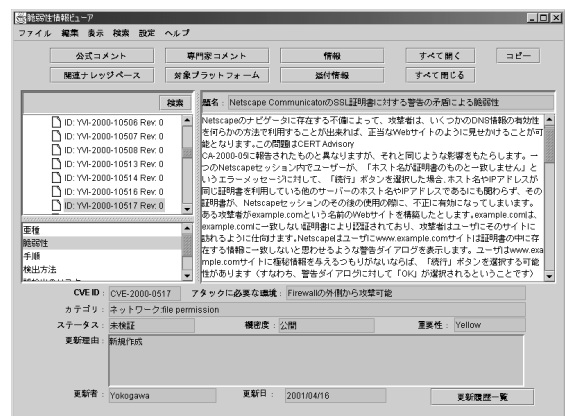 脆弱性情報ビューア
ファイル 編集 表示 検索 設定 ヘルプ
公式コメント 専門家コメント 情報 すべて開く コピー
関連ナレッジベース 対象プラットフォーム 添付情報 すべて閉じる
検索 題名: Netscape CommunicatorのSSL証明書に対する警告の矛盾による脆弱性
ID: YVI-2000-10506 Rev: 0
ID: YVI-2000-10507 Rev: 0
ID: YVI-2000-10508 Rev: 0
ID: YVI-2000-10513 Rev: 0
ID: YVI-2000-10514 Rev: 0
ID: YVI-2000-10516 Rev: 0
ID: YVI-2000-10517 Rev: 0
亜種
脆弱性
手順
検出方法
Netscapeのナビゲータに存在する不備によって、攻撃者は、いくつかのDNS情報の有効性
を何らかの方法で利用することが出来れば、正当なWebサイトのように見せかけることが可
能となります。この問題はCERT Advisory
CA-2000-05に報告されたものと異なりますが、それと同じような影響をもたらします。一
つのNetscapeセッション内でユーザーが、「ホスト名が証明書のものと一致しません」と
いうエラーメッセージに対して、「続行」ボタンを選択した場合、ホスト名やIPアドレスが
同じ証明書を利用している他のサーバーのホスト名やIPアドレスであるにも関わらず、その
証明書が、Netscapeセッションのその後の使用の際に、不正に有効になってしまいます。
ある攻撃者がexample.comという名前のWebサイトを構築したとします。example.comは、
example.comに一致しない証明書により認証されており、攻撃者はユーザにそのサイトに
訪れるように仕向けます。Netscapeはユーザにwww.example.comサイトは証明書の中に存
在する情報に一致しないと思わせるような警告ダイアログを表示します。ユーザはwww.exa
mple.comサイトに極秘情報を与えるつもりがないならば、「続行」ボタンを選択する可能
性があります（すなわち、警告ダイアログに対して「OK」が選択されるということです）
CVE ID: CVE-2000-0517 アタックに必要な環境: Firewallの外側から攻撃可能
カテゴリ: ネットワーク:file permission
ステータス: 未検証 機密度: 公開 重要性: Yellow
更新理由: 新規作成
更新者: Yokogawa 更新日: 2001/04/16 更新履歴一覧